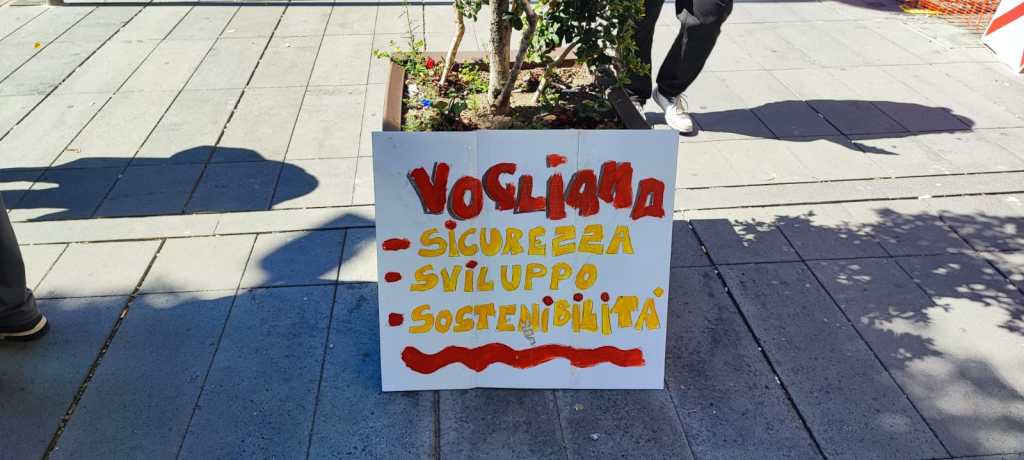 VOGLiAMO
- SiCUREZZA
- SViLUPPO
- SOSTENiBiLiTÀ